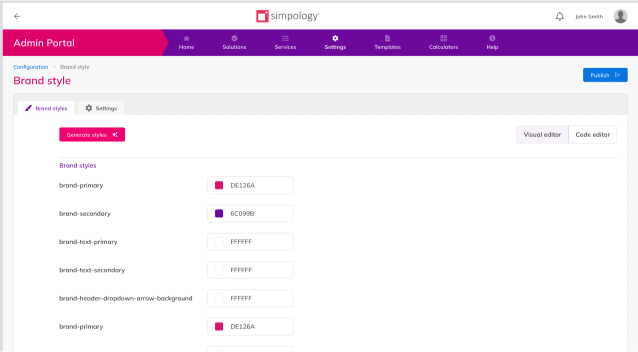 simpology
John Smith
Admin Portal
Home
Solutions
Services
Settings
Templates
Calculators
Help
Configuration > Brand style
Brand style
Publish
Brand styles
Settings
Generate styles
Visual editor
Code editor
Brand styles
brand-primary DE126A
brand-secondary 6C099B
brand-text-primary FFFFFF
brand-text-secondary FFFFFF
brand-header-dropdown-arrow-background FFFFFF
brand-primary DE126A